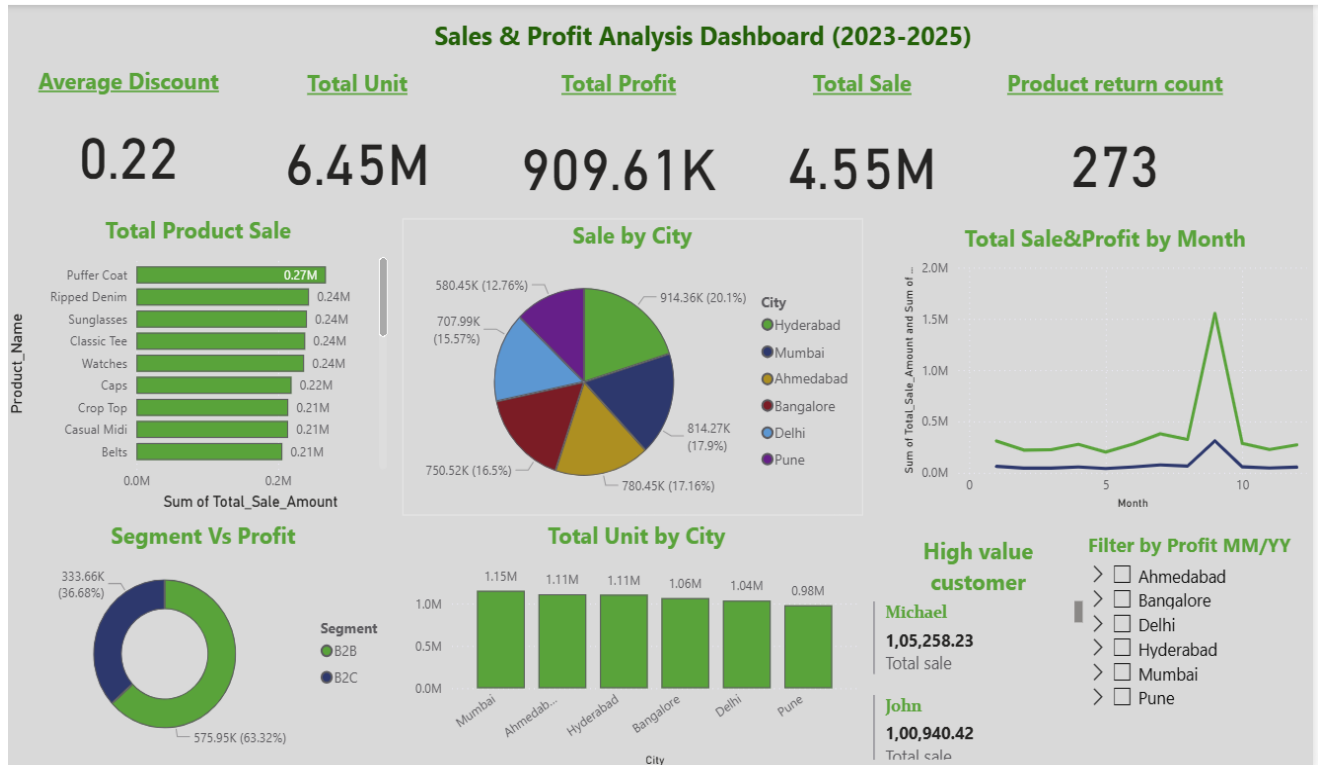 Sales & Profit Analysis Dashboard (2023-2025)
Average Discount
0.22
Total Unit
6.45M
Total Profit
909.61K
Total Sale
4.55M
Product return count
273
Total Product Sale
Product_Name
Puffer Coat 0.27M
Ripped Denim 0.24M
Sunglasses 0.24M
Classic Tee 0.24M
Watches 0.24M
Caps 0.22M
Crop Top 0.21M
Casual Midi 0.21M
Belts 0.21M
0.0M 0.2M
Sum of Total_Sale_Amount
Sale by City
580.45K (12.76%)
914.36K (20.1%)
707.99K
(15.57%)
814.27K
(17.9%)
750.52K (16.5%)
780.45K (17.16%)
City
Hyderabad
Mumbai
Ahmedabad
Bangalore
Delhi
Pune
Total Sale&Profit by Month
Sum of Total_Sale_Amount and Sum of _
2.0M
1.5M
1.0M
0.5M
0.0M
0 5 10
Month
Segment Vs Profit
333.66K
(36.68%)
575.95K (63.32%)
Segment
B2B
B2C
Total Unit by City
1.15M 1.11M 1.11M 1.06M 1.04M 0.98M
1.0M
0.5M
0.0M
Mumbai Ahmedab... Hyderabad Bangalore Delhi Pune
City
High value
customer
Michael
1,05,258.23
Total sale
John
1,00,940.42
Total sale
Filter by Profit MM/YY
Ahmedabad
Bangalore
Delhi
Hyderabad
Mumbai
Pune